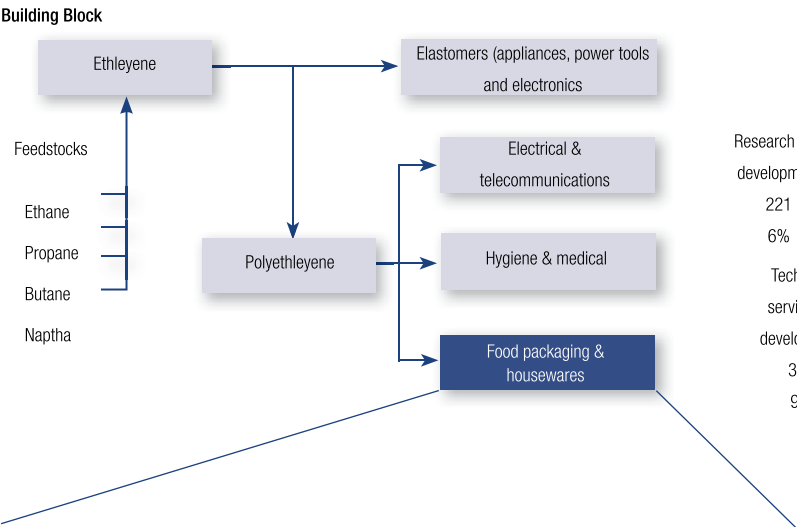 Building Block
Ethleyene
Elastomers (appliances, power tools
and electronics
Feedstocks
Ethane
Propane
Butane
Naptha
Polyethleyene
Electrical &
telecommunications
Hygiene & medical
Food packaging &
housewares
Research
221
6%